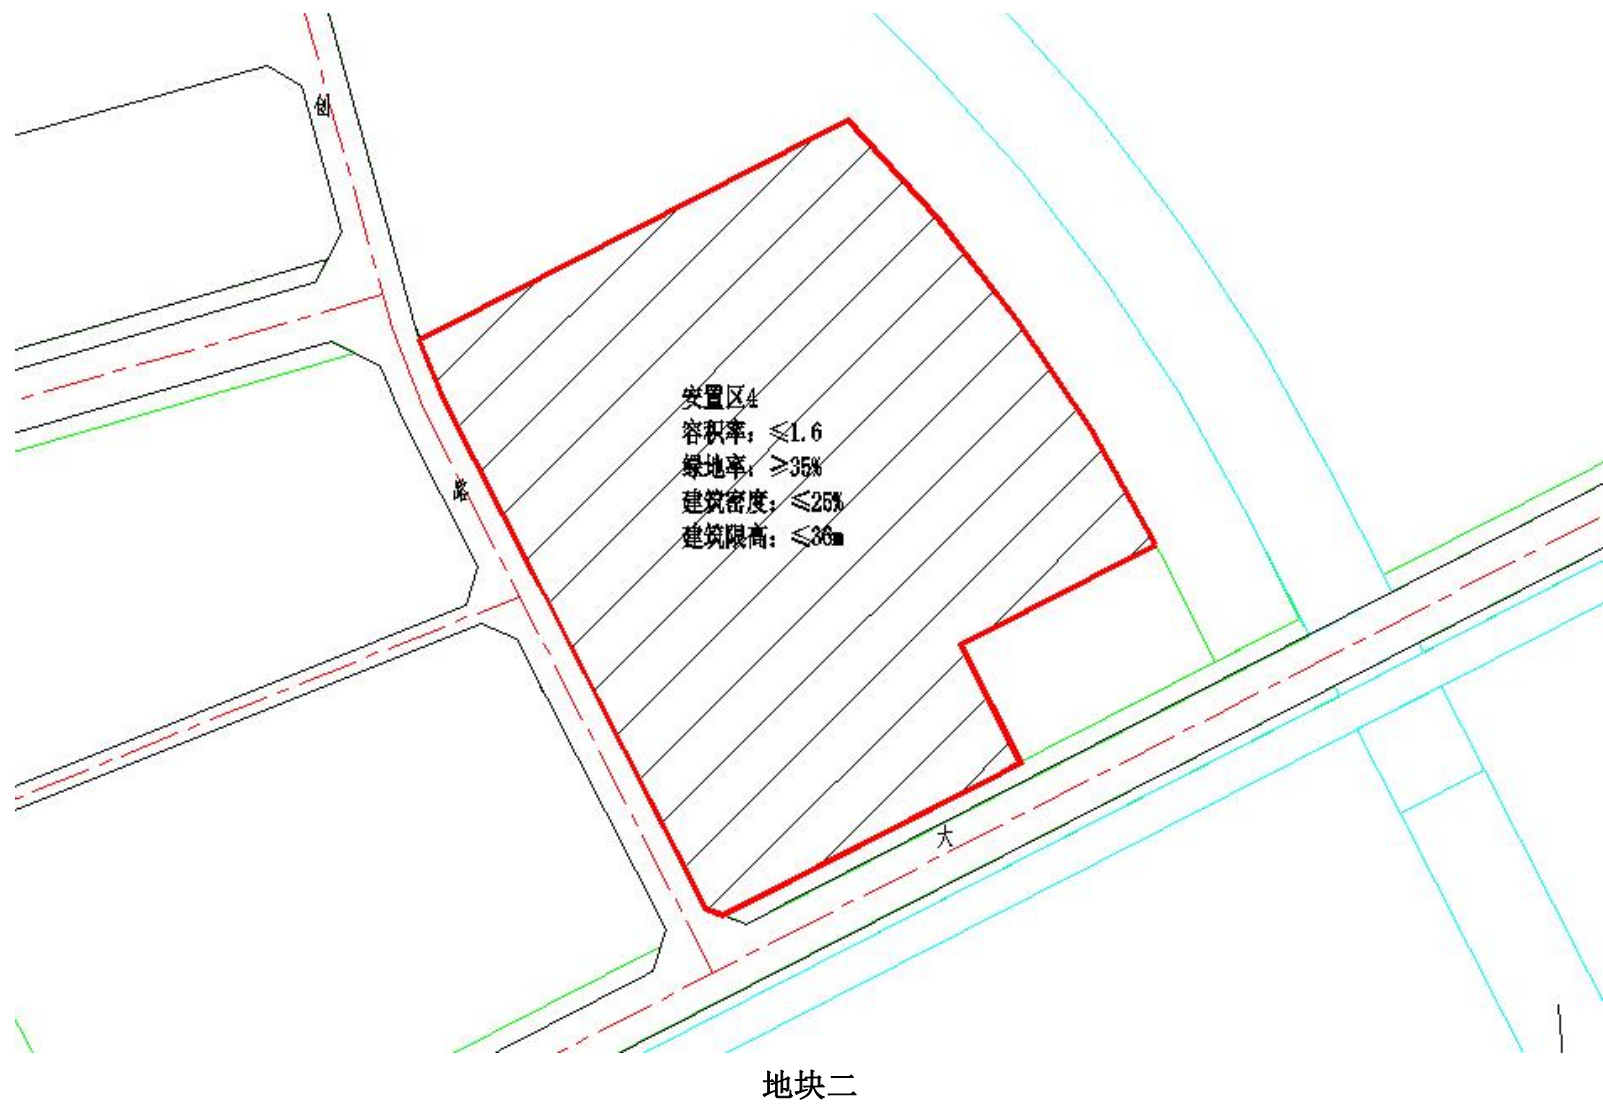 创
安置区4
容积率：≤1.6
绿地率：≥35%
建筑密度：≤25%
建筑限高：≤36m
路
大
地块二